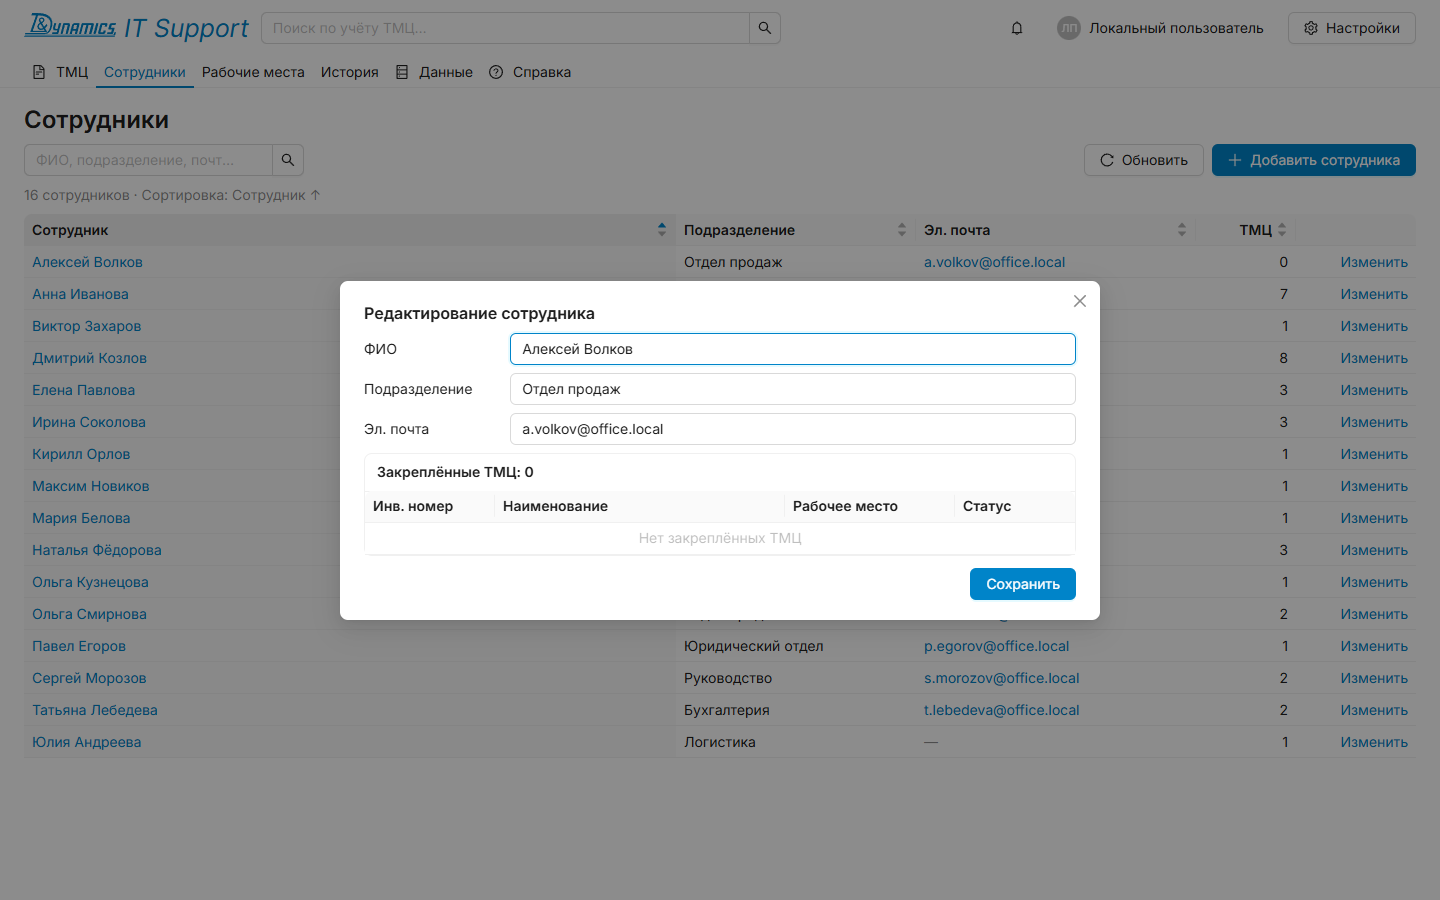 Dynamics IT Support
Поиск по учёту ТМЦ...
ЛП Локальный пользователь
Настройки
ТМЦ Сотрудники Рабочие места История Данные Справка
Сотрудники
ФИО, подразделение, почт...
Обновить
Добавить сотрудника
16 сотрудников · Сортировка: Сотрудник ↑
Сотрудник Подразделение Эл. почта ТМЦ
Алексей Волков Отдел продаж a.volkov@office.local 0 Изменить
Анна Иванова 7 Изменить
Виктор Захаров 1 Изменить
Дмитрий Козлов 8 Изменить
Елена Павлова 3 Изменить
Ирина Соколова 3 Изменить
Кирилл Орлов 1 Изменить
Максим Новиков 1 Изменить
Мария Белова 1 Изменить
Наталья Фёдорова 3 Изменить
Ольга Кузнецова 1 Изменить
Ольга Смирнова 2 Изменить
Павел Егоров Юридический отдел p.egorov@office.local 1 Изменить
Сергей Морозов Руководство s.morozov@office.local 2 Изменить
Татьяна Лебедева Бухгалтерия t.lebedeva@office.local 2 Изменить
Юлия Андреева Логистика — 1 Изменить
Редактирование сотрудника
ФИО Алексей Волков
Подразделение Отдел продаж
Эл. почта a.volkov@office.local
Закреплённые ТМЦ: 0
Инв. номер Наименование Рабочее место Статус
Нет закреплённых ТМЦ
Сохранить